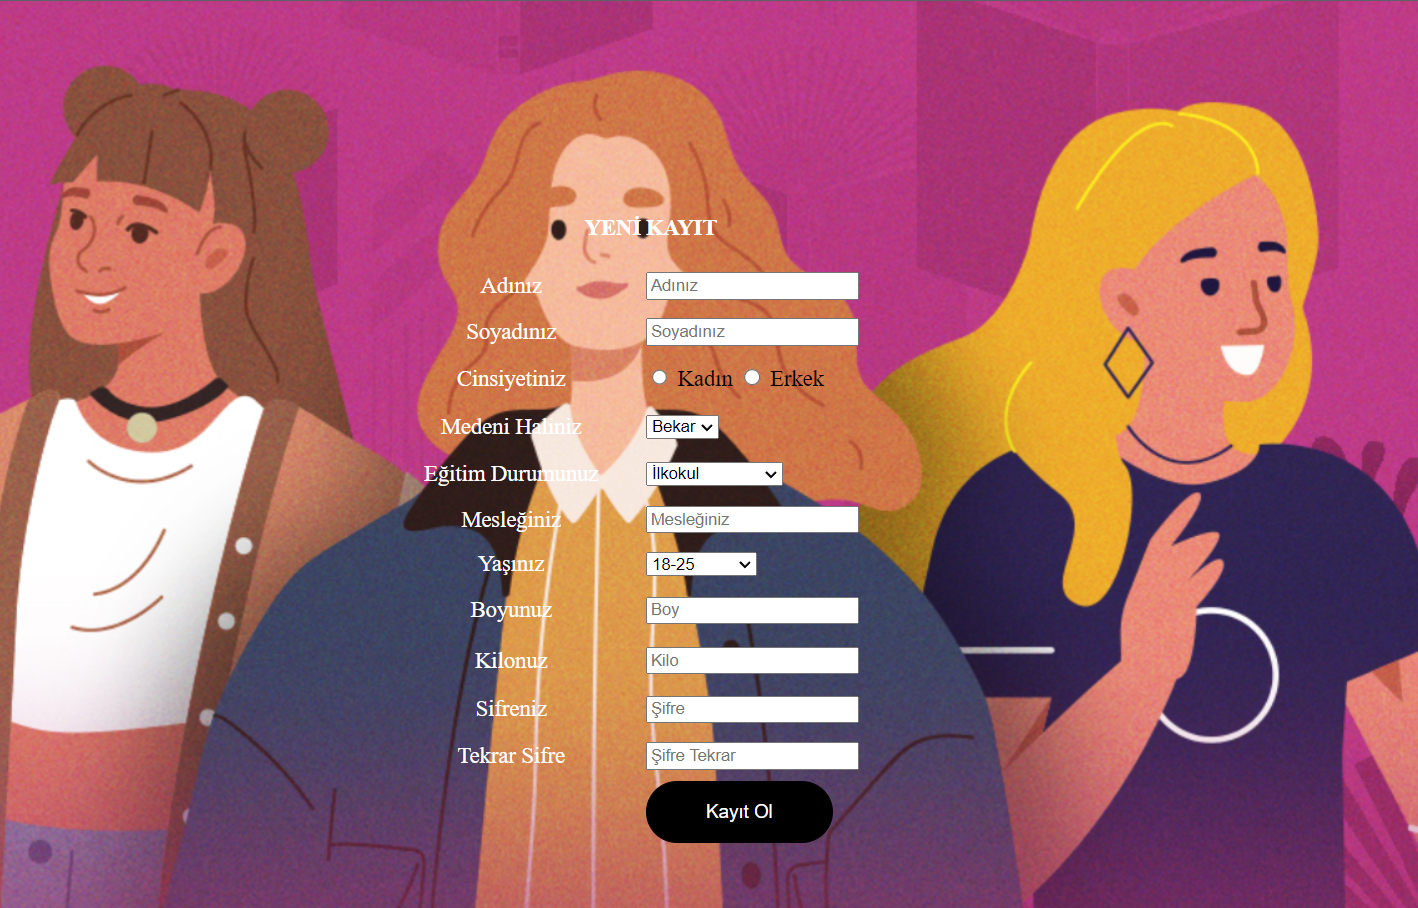 YENİ KAYIT
Adınız Adınız
Soyadınız Soyadınız
Cinsiyetiniz Kadın Erkek
Medeni Haliniz Bekar
Eğitim Durumunuz İlkokul
Mesleğiniz Mesleğiniz
Yaşınız 18-25
Boyunuz Boy
Kilonuz Kilo
Sifreniz Şifre
Tekrar Sifre Şifre Tekrar
Kayıt Ol